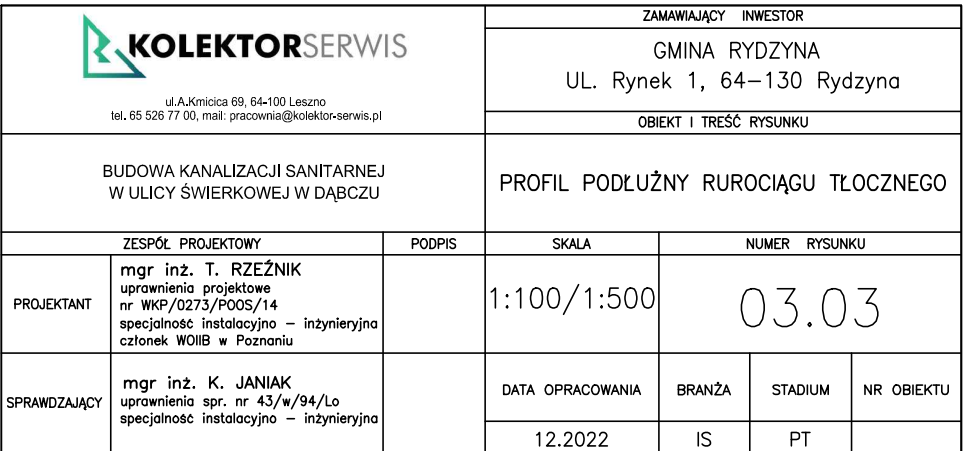 KOLEKTORSERWIS
ul.A.Kmicica 69, 64-100 Leszno
tel. 65 526 77 00, mail: pracownia@kolektor-serwis.pl
ZAMAWIAJĄCY INWESTOR
GMINA RYDZYNA
UL. Rynek 1, 64-130 Rydzyna
OBIEKT I TREŚĆ RYSUNKU
BUDOWA KANALIZACJI SANITARNEJ
W ULICY ŚWIERKOWEJ W DĄBCZU
PROFIL PODŁUŻNY RUROCIĄGU TŁOCZNEGO
ZESPÓŁ PROJEKTOWY
PODPIS
SKALA
NUMER RYSUNKU
PROJEKTANT
mgr inż. T. RZEŹNIK
uprawnienia projektowe
nr WKP/0273/POOS/14
specjalność instalacyjno – inżynieryjna
członek WOIIB w Poznaniu
1:100/1:500
03.03
SPRAWDZAJĄCY
mgr inż. K. JANIAK
uprawnienia spr. nr 43/w/94/Lo
specjalność instalacyjno – inżynieryjna
DATA OPRACOWANIA
BRANŻA
STADIUM
NR OBIEKTU
12.2022
IS
PT